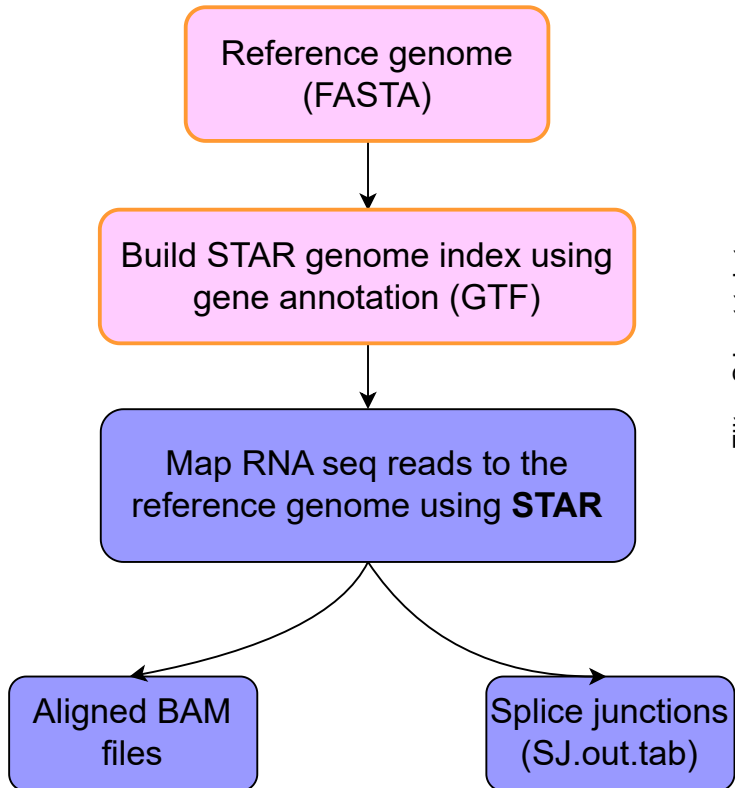 Reference genome
(FASTA)
Build STAR genome index using
gene annotation (GTF)
Map RNA seq reads to the
reference genome using STAR
Aligned BAM
files
Splice junctions
(SJ.out.tab)